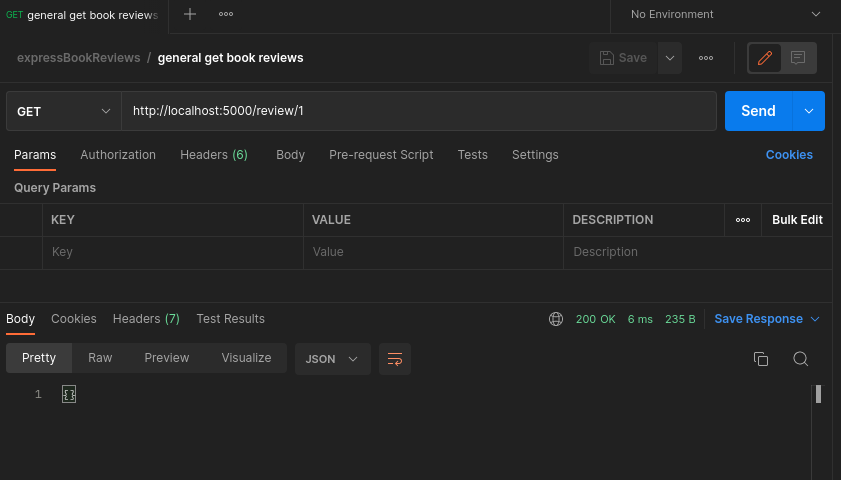 GET general get book reviews
No Environment
expressBookReviews / general get book reviews
Save
GET http://localhost:5000/review/1 Send
Params Authorization Headers (6) Body Pre-request Script Tests Settings Cookies
Query Params
KEY VALUE DESCRIPTION Bulk Edit
Key Value Description
Body Cookies Headers (7) Test Results 200 OK 6 ms 235 B Save Response
Pretty Raw Preview Visualize JSON
1 {}